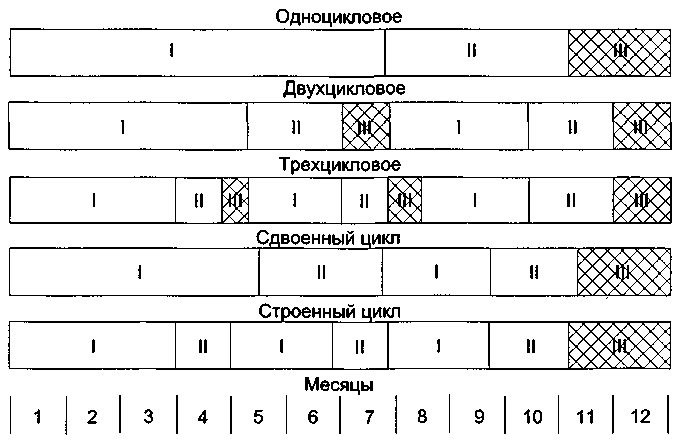 Одноцикловое
I II III
Двухцикловое
I II III I II III
Трехцикловое
I II III I II III I II III
Сдвоенный цикл
I II I II III
Строенный цикл
I II I II I II III
Месяцы
1 2 3 4 5 6 7 8 9 10 11 12